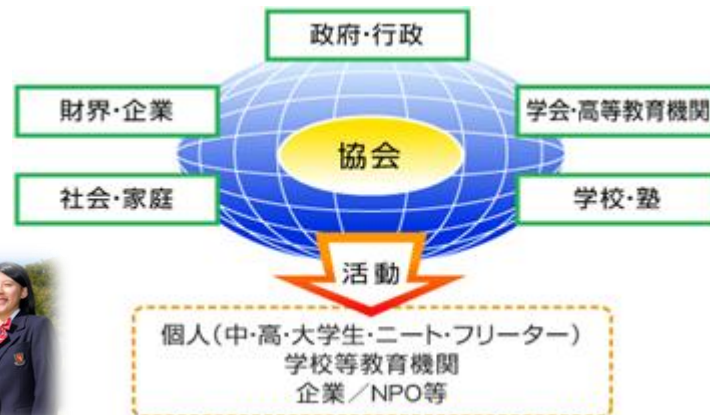 政府・行政
財界・企業
学会・高等教育機関
協会
社会・家庭
学校・塾
活動
個人（中・高・大学生・ニート・フリーター）
学校等教育機関
企業／NPO等